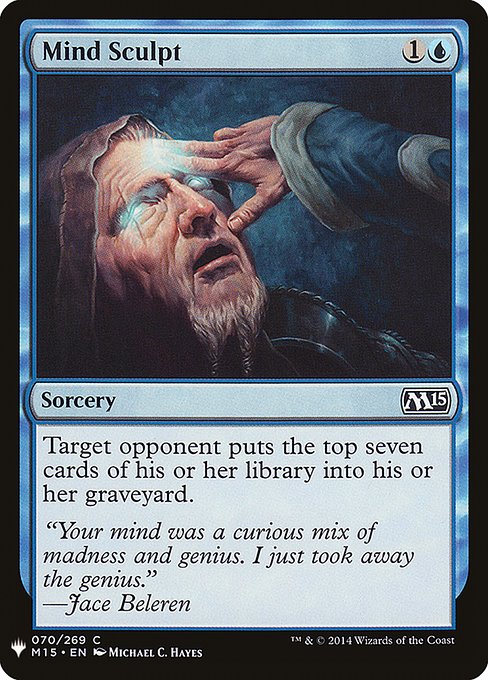 Mind Sculpt 1
Sorcery M15
Target opponent puts the top seven
cards of his or her library into his or
her graveyard.
“Your mind was a curious mix of
madness and genius. I just took away
the genius.”
—Jace Beleren
070/269 C
M15 • EN Michael C. Hayes
™ & © 2014 Wizards of the Coast